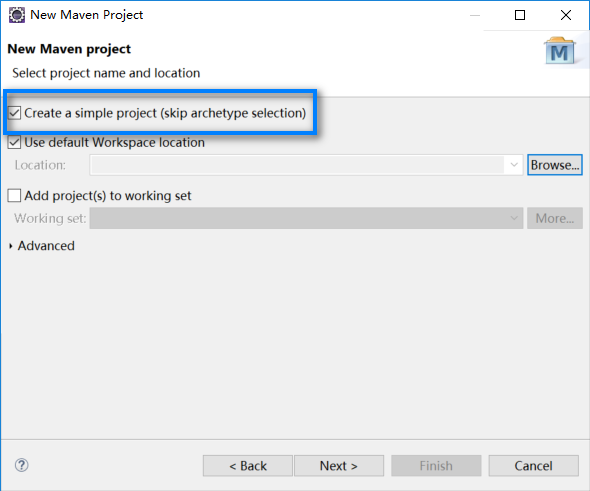 New Maven Project
New Maven project
Select project name and location
M
Create a simple project (skip archetype selection)
Use default Workspace location
Location:
Browse...
Add project(s) to working set
Working set:
More...
Advanced
?
< Back
Next >
Finish
Cancel